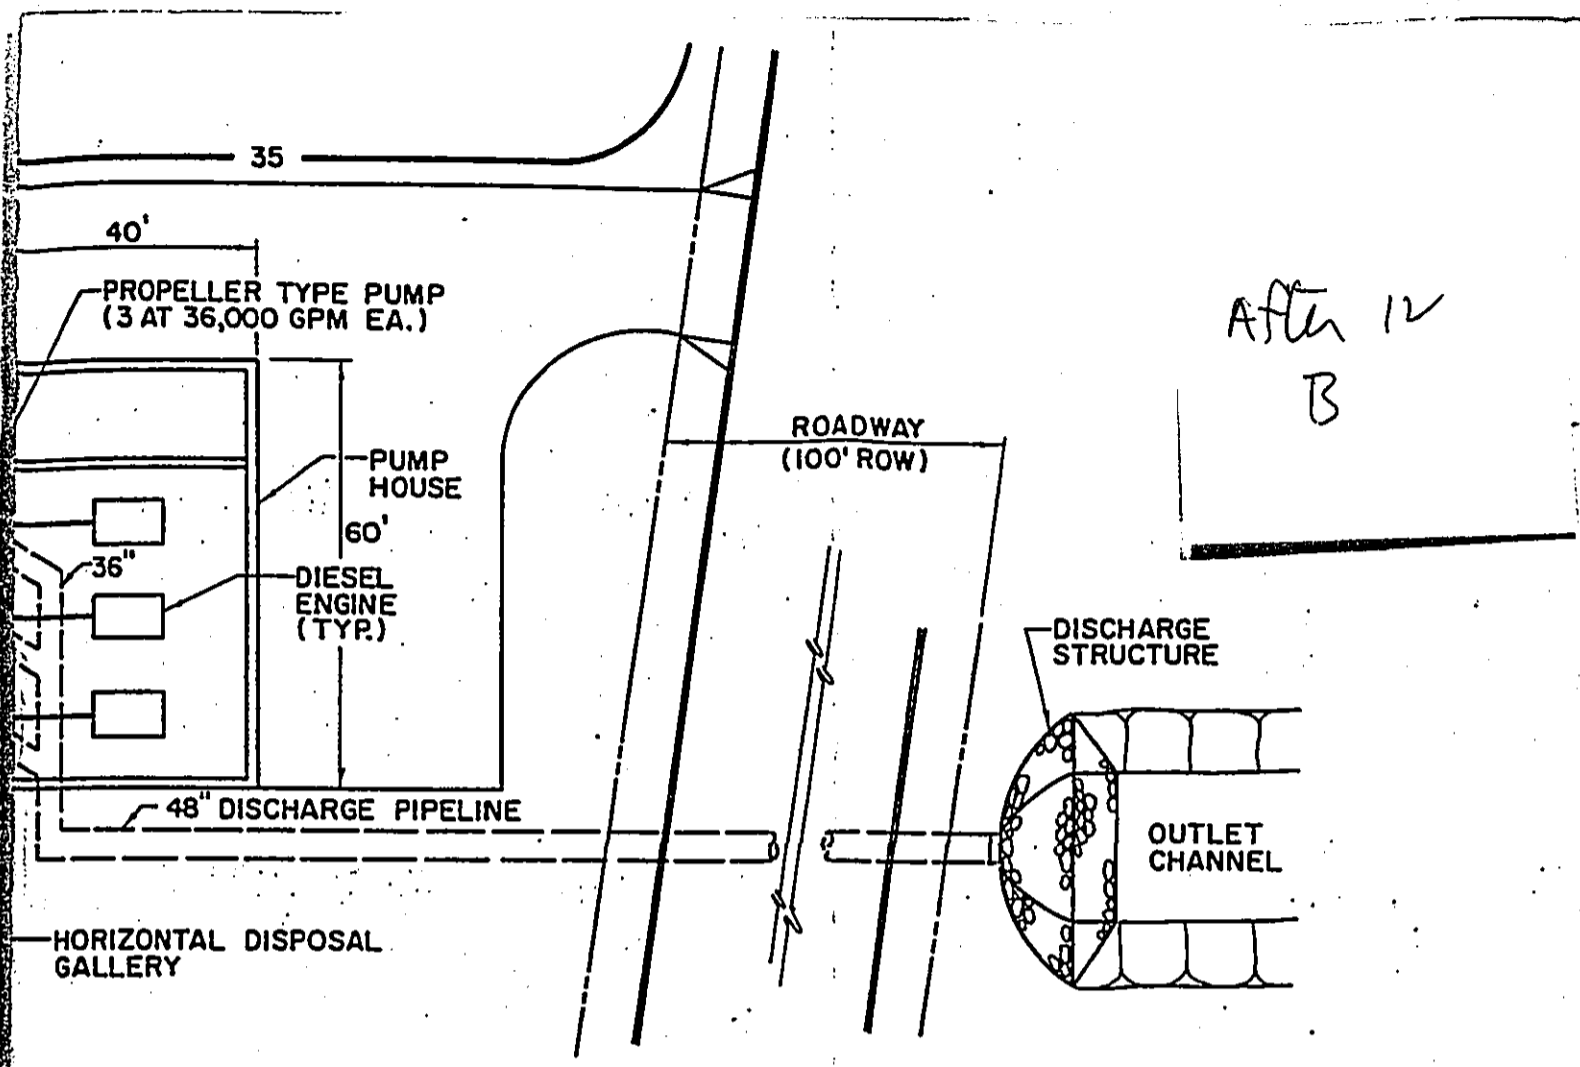 35
40'
PROPELLER TYPE PUMP
(3 AT 36,000 GPM EA.)
After 12
B
ROADWAY
(100' ROW)
PUMP
HOUSE
60'
36"
DIESEL
ENGINE
(TYP.)
DISCHARGE
STRUCTURE
48" DISCHARGE PIPELINE
OUTLET
CHANNEL
HORIZONTAL DISPOSAL
GALLERY